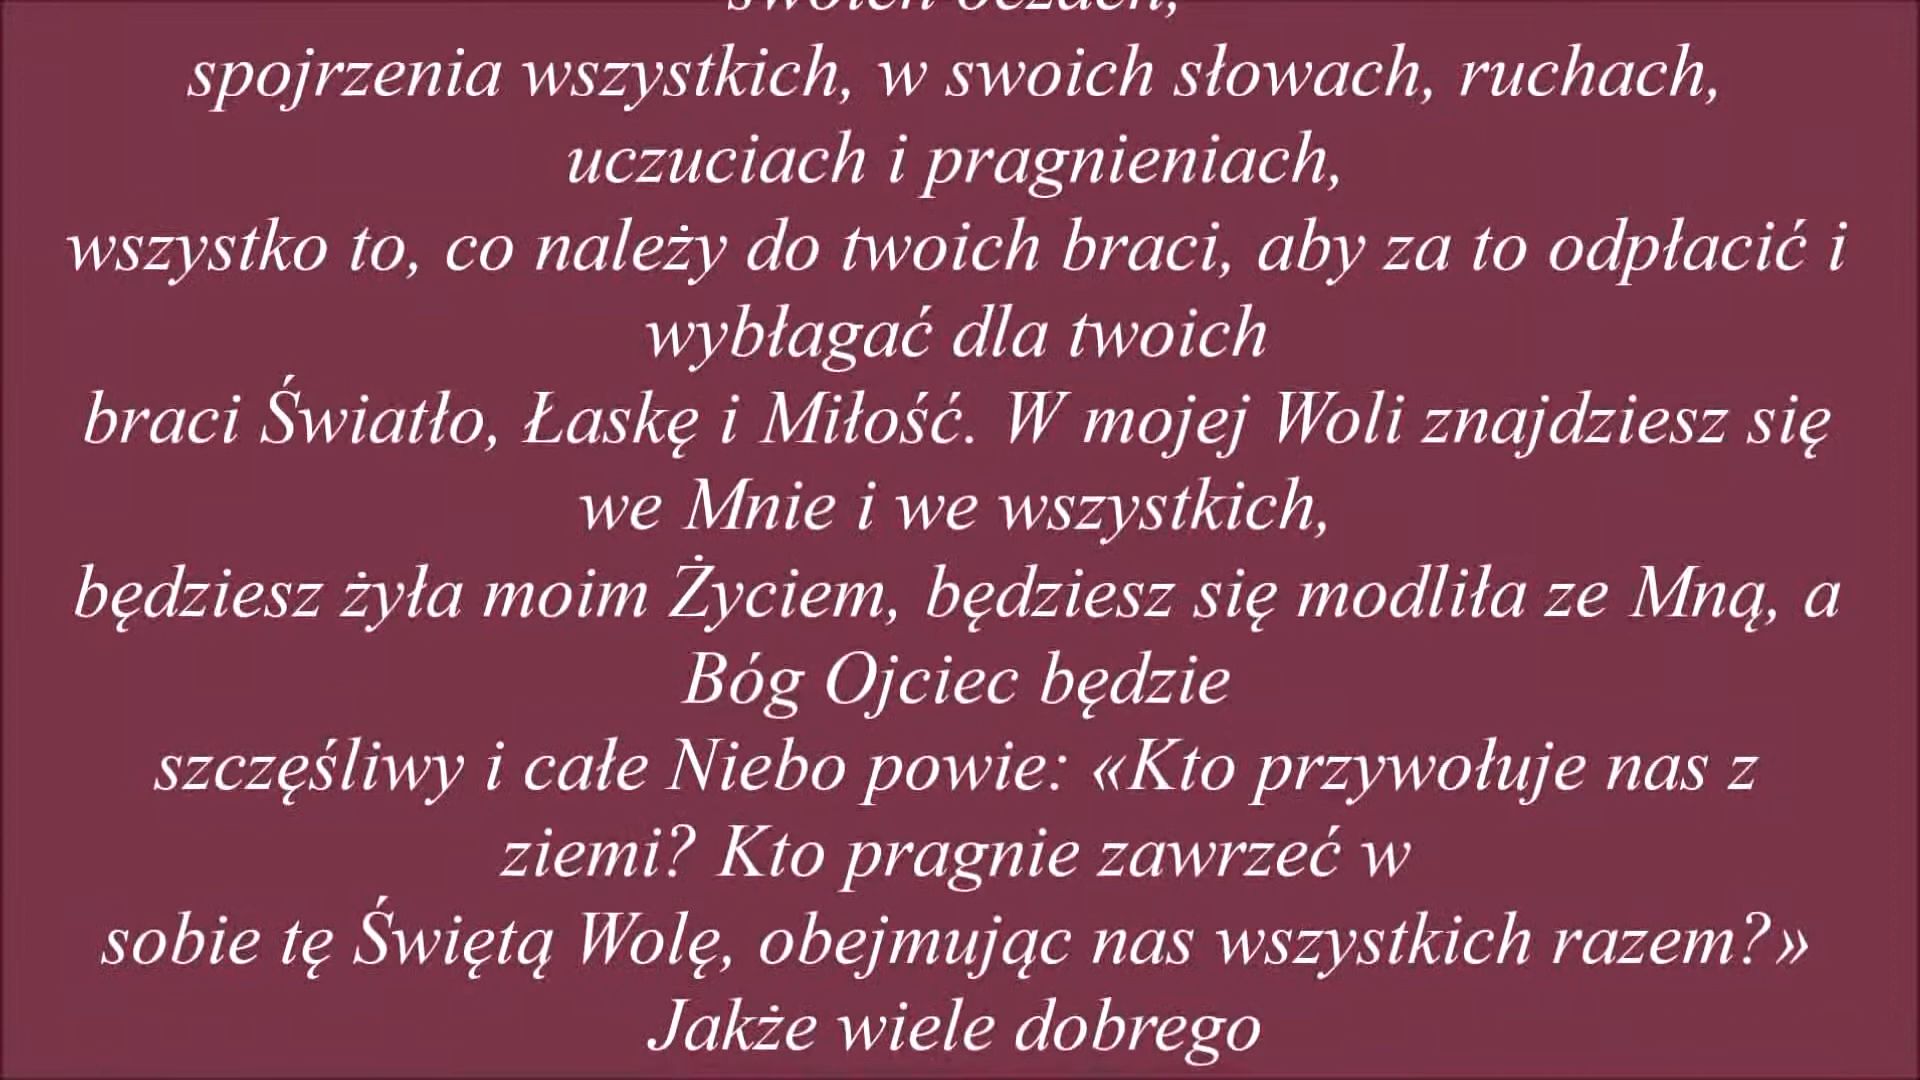 swoich oczach,
spojrzenia wszystkich, w swoich słowach, ruchach,
uczuciach i pragnieniach,
wszystko to, co należy do twoich braci, aby za to odpłacić i
wybłagać dla twoich
braci Światło, Łaskę i Miłość. W mojej Woli znajdziesz się
we Mnie i we wszystkich,
będziesz żyła moim Życiem, będziesz się modliła ze Mną, a
Bóg Ojciec będzie
szczęśliwy i całe Niebo powie: «Kto przywołuje nas z
ziemi? Kto pragnie zawrzeć w
sobie tę Świętą Wolę, obejmując nas wszystkich razem?»
Jakże wiele dobrego